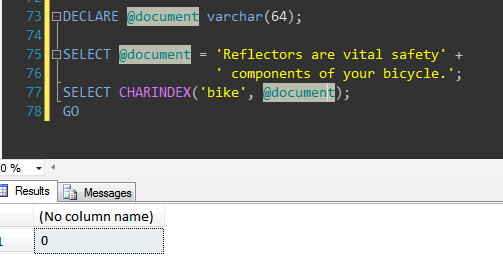 73 DECLARE @document varchar(64);
74
75 SELECT @document = 'Reflectors are vital safety' +
76 ' components of your bicycle.';
77 SELECT CHARINDEX('bike', @document);
78 GO
0 %
Results Messages
(No column name)
1 0